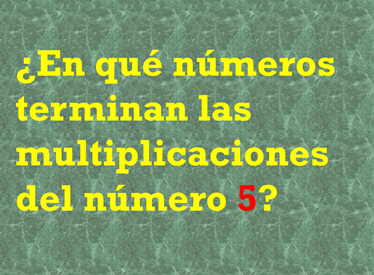 ¿En qué números
terminan las
multiplicaciones
del número 5?